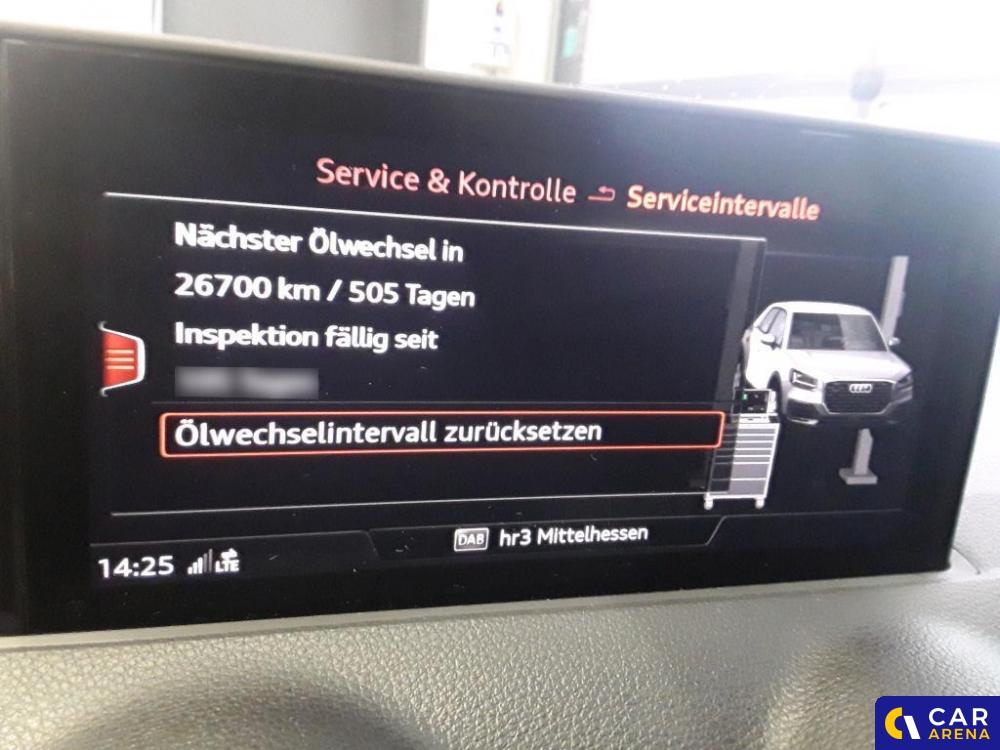 Service & Kontrolle Serviceintervalle
Nächster Ölwechsel in
26700 km / 505 Tagen
Inspektion fällig seit
Ölwechselintervall zurücksetzen
DAB hr3 Mittelhessen
14:25 LTE
CAR
ARENA